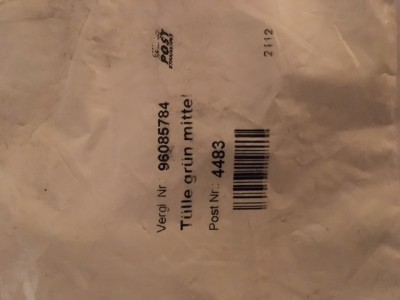 POST
2112
Vergl Nr.: 96085784
Tülle grün mittel
Post Nr.: 4483